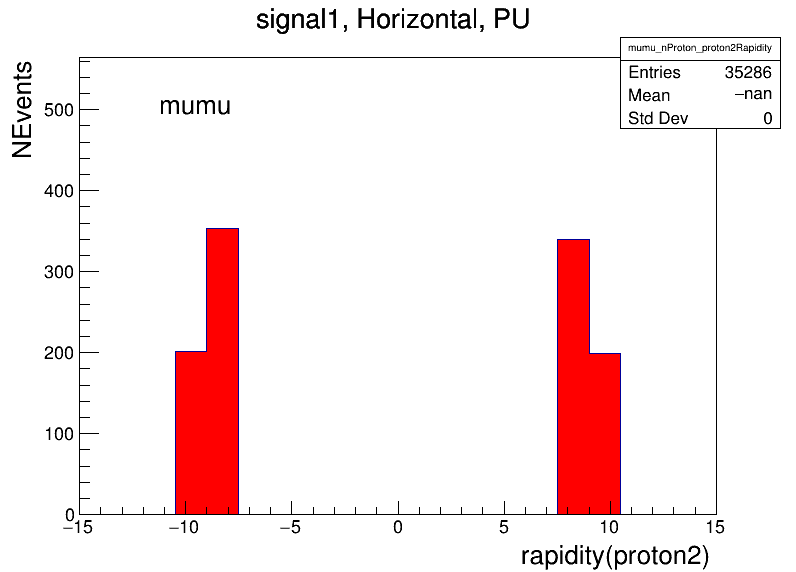 signal1, Horizontal, PU
mumu_nProton_proton2Rapidity
Entries 35286
Mean −nan
Std Dev 0
NEvents
mumu
500
400
300
200
100
0
−15 −10 −5 0 5 10 15
rapidity(proton2)